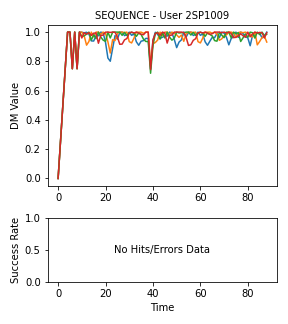 SEQUENCE - User 2SP1009
DM Value
1.0
0.8
0.6
0.4
0.2
0.0
0 20 40 60 80
Success Rate
1.0
0.5
0.0
No Hits/Errors Data
0 20 40 60 80
Time